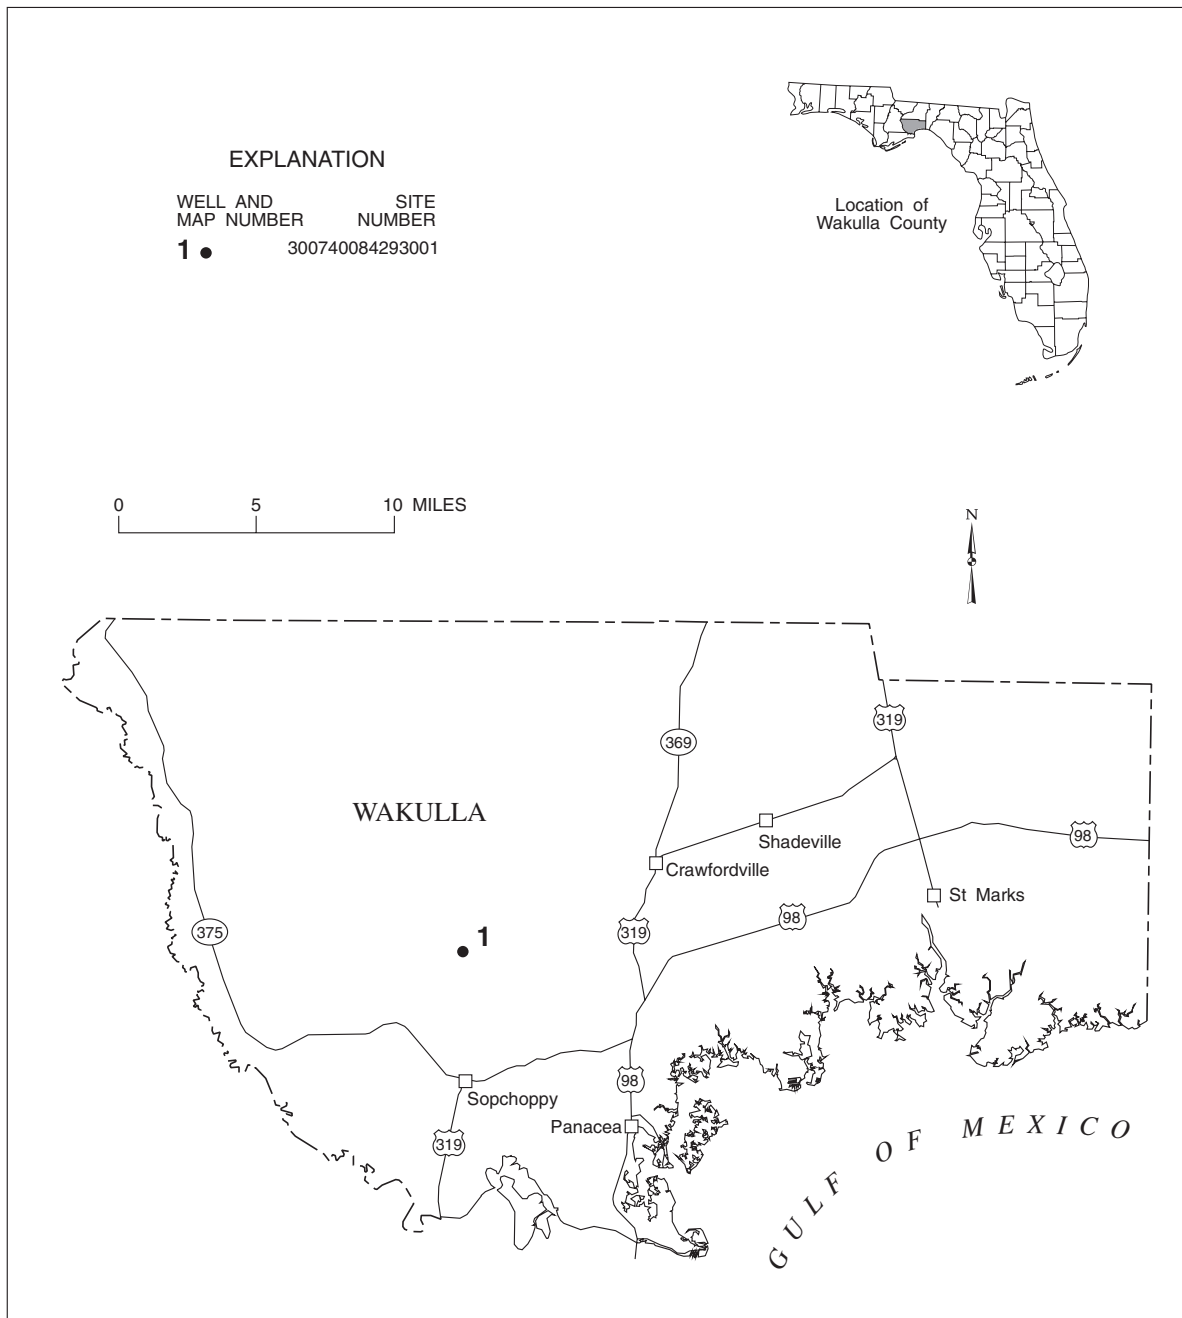 EXPLANATION
WELL AND MAP NUMBER
SITE NUMBER
1
300740084293001
Location of
Wakulla County
0 5 10 MILES
N
319
369
WAKULLA
Shadeville
98
Crawfordville
St Marks
98
375
319
1
98
Sopchoppy
Panacea
319
GULF OF MEXICO